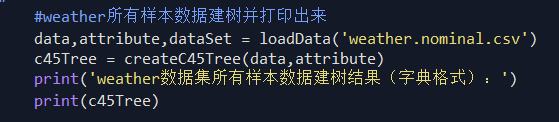 #weather所有样本数据建树并打印出来
data,attribute,dataSet = loadData('weather.nominal.csv')
c45Tree = createC45Tree(data,attribute)
print('weather数据集所有样本数据建树结果（字典格式）：')
print(c45Tree)